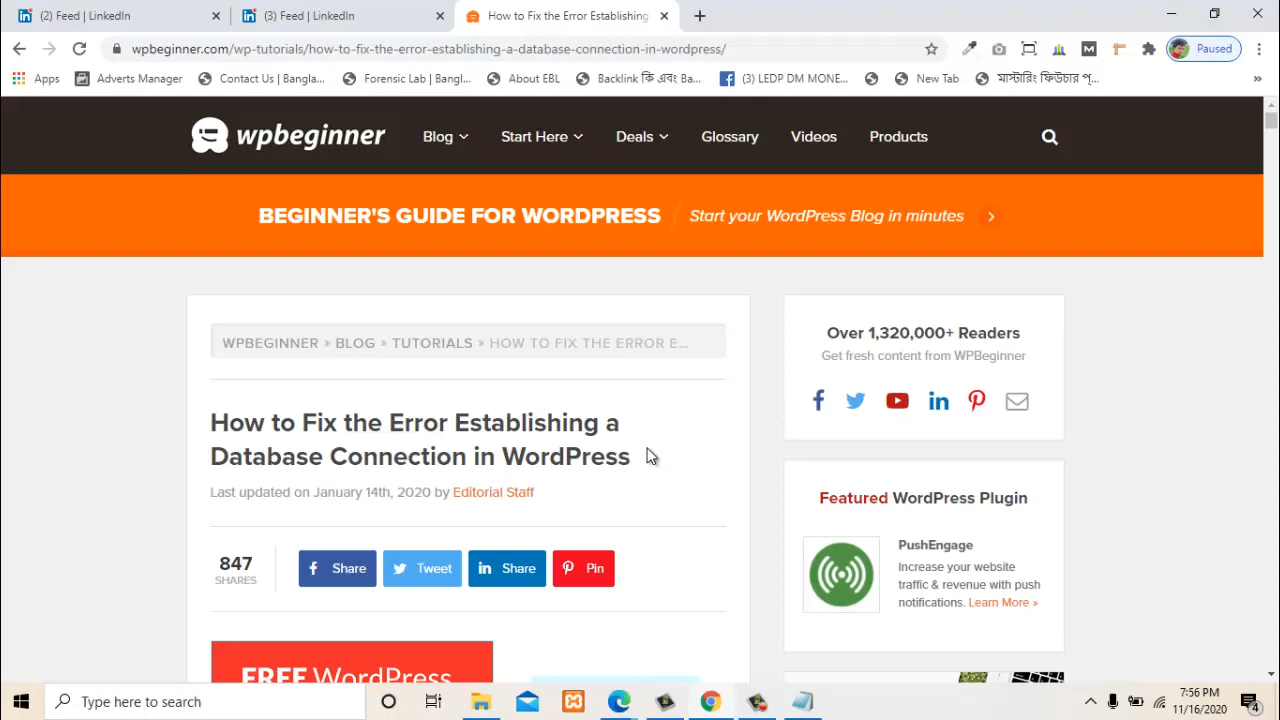 (2) Feed | LinkedIn
(3) Feed | LinkedIn
How to Fix the Error Establishing
wpbeginner.com/wp-tutorials/how-to-fix-the-error-establishing-a-database-connection-in-wordpress/
Paused
Apps
Adverts Manager
Contact Us | Bangla...
Forensic Lab | Bangl...
About EBL
Backlink কি এবং Ba...
(3) LEDP DM MONE...
New Tab
মাস্টারিং ফিউচার প্...
»
wpbeginner
Blog
Start Here
Deals
Glossary
Videos
Products
BEGINNER'S GUIDE FOR WORDPRESS
Start your WordPress Blog in minutes
WPBEGINNER » BLOG » TUTORIALS » HOW TO FIX THE ERROR E...
How to Fix the Error Establishing a
Database Connection in WordPress
Last updated on January 14th, 2020 by Editorial Staff
847
SHARES
Share
Tweet
Share
Pin
FREE WordPress
Over 1,320,000+ Readers
Get fresh content from WPBeginner
Featured WordPress Plugin
PushEngage
Increase your website
traffic & revenue with push
notifications. Learn More »
Type here to search
7:56 PM
11/16/2020
4